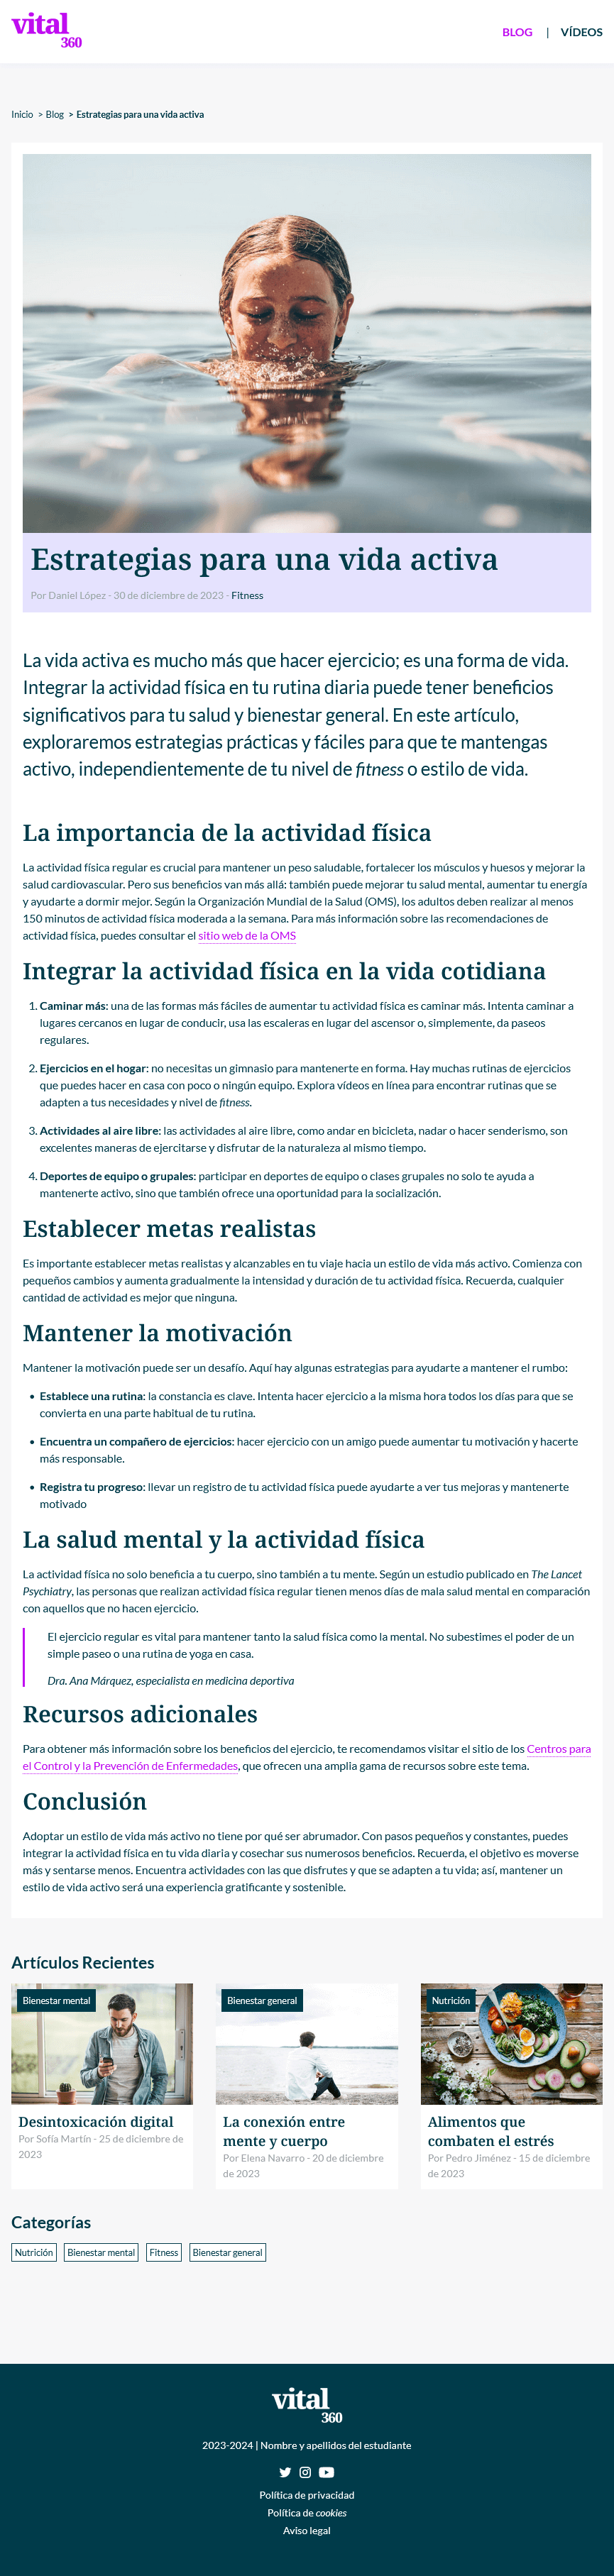 vital
360
BLOG | VÍDEOS
Inicio > Blog > Estrategias para una vida activa
Estrategias para una vida activa
Por Daniel López - 30 de diciembre de 2023 - Fitness
La vida activa es mucho más que hacer ejercicio; es una forma de vida.
Integrar la actividad física en tu rutina diaria puede tener beneficios
significativos para tu salud y bienestar general. En este artículo,
exploraremos estrategias prácticas y fáciles para que te mantengas
activo, independientemente de tu nivel de fitness o estilo de vida.
La importancia de la actividad física
La actividad física regular es crucial para mantener un peso saludable, fortalecer los músculos y huesos y mejorar la
salud cardiovascular. Pero sus beneficios van más allá: también puede mejorar tu salud mental, aumentar tu energía
y ayudarte a dormir mejor. Según la Organización Mundial de la Salud (OMS), los adultos deben realizar al menos
150 minutos de actividad física moderada a la semana. Para más información sobre las recomendaciones de
actividad física, puedes consultar el sitio web de la OMS
Integrar la actividad física en la vida cotidiana
1. Caminar más: una de las formas más fáciles de aumentar tu actividad física es caminar más. Intenta caminar a
lugares cercanos en lugar de conducir, usa las escaleras en lugar del ascensor o, simplemente, da paseos
regulares.
2. Ejercicios en el hogar: no necesitas un gimnasio para mantenerte en forma. Hay muchas rutinas de ejercicios
que puedes hacer en casa con poco o ningún equipo. Explora vídeos en línea para encontrar rutinas que se
adapten a tus necesidades y nivel de fitness.
3. Actividades al aire libre: las actividades al aire libre, como andar en bicicleta, nadar o hacer senderismo, son
excelentes maneras de ejercitarse y disfrutar de la naturaleza al mismo tiempo.
4. Deportes de equipo o grupales: participar en deportes de equipo o clases grupales no solo te ayuda a
mantenerte activo, sino que también ofrece una oportunidad para la socialización.
Establecer metas realistas
Es importante establecer metas realistas y alcanzables en tu viaje hacia un estilo de vida más activo. Comienza con
pequeños cambios y aumenta gradualmente la intensidad y duración de tu actividad física. Recuerda, cualquier
cantidad de actividad es mejor que ninguna.
Mantener la motivación
Mantener la motivación puede ser un desafío. Aquí hay algunas estrategias para ayudarte a mantener el rumbo:
• Establece una rutina: la constancia es clave. Intenta hacer ejercicio a la misma hora todos los días para que se
convierta en una parte habitual de tu rutina.
• Encuentra un compañero de ejercicios: hacer ejercicio con un amigo puede aumentar tu motivación y hacerte
más responsable.
• Registra tu progreso: llevar un registro de tu actividad física puede ayudarte a ver tus mejoras y mantenerte
motivado
La salud mental y la actividad física
La actividad física no solo beneficia a tu cuerpo, sino también a tu mente. Según un estudio publicado en The Lancet
Psychiatry, las personas que realizan actividad física regular tienen menos días de mala salud mental en comparación
con aquellos que no hacen ejercicio.
El ejercicio regular es vital para mantener tanto la salud física como la mental. No subestimes el poder de un
simple paseo o una rutina de yoga en casa.
Dra. Ana Márquez, especialista en medicina deportiva
Recursos adicionales
Para obtener más información sobre los beneficios del ejercicio, te recomendamos visitar el sitio de los Centros para
el Control y la Prevención de Enfermedades, que ofrecen una amplia gama de recursos sobre este tema.
Conclusión
Adoptar un estilo de vida más activo no tiene por qué ser abrumador. Con pasos pequeños y constantes, puedes
integrar la actividad física en tu vida diaria y cosechar sus numerosos beneficios. Recuerda, el objetivo es moverse
más y sentarse menos. Encuentra actividades con las que disfrutes y que se adapten a tu vida; así, mantener un
estilo de vida activo será una experiencia gratificante y sostenible.
Artículos Recientes
Bienestar mental
Desintoxicación digital
Por Sofía Martín - 25 de diciembre de
2023
Bienestar general
La conexión entre
mente y cuerpo
Por Elena Navarro - 20 de diciembre
de 2023
Nutrición
Alimentos que
combaten el estrés
Por Pedro Jiménez - 15 de diciembre
de 2023
Categorías
Nutrición Bienestar mental Fitness Bienestar general
vital
360
2023-2024 | Nombre y apellidos del estudiante
Política de privacidad
Política de cookies
Aviso legal